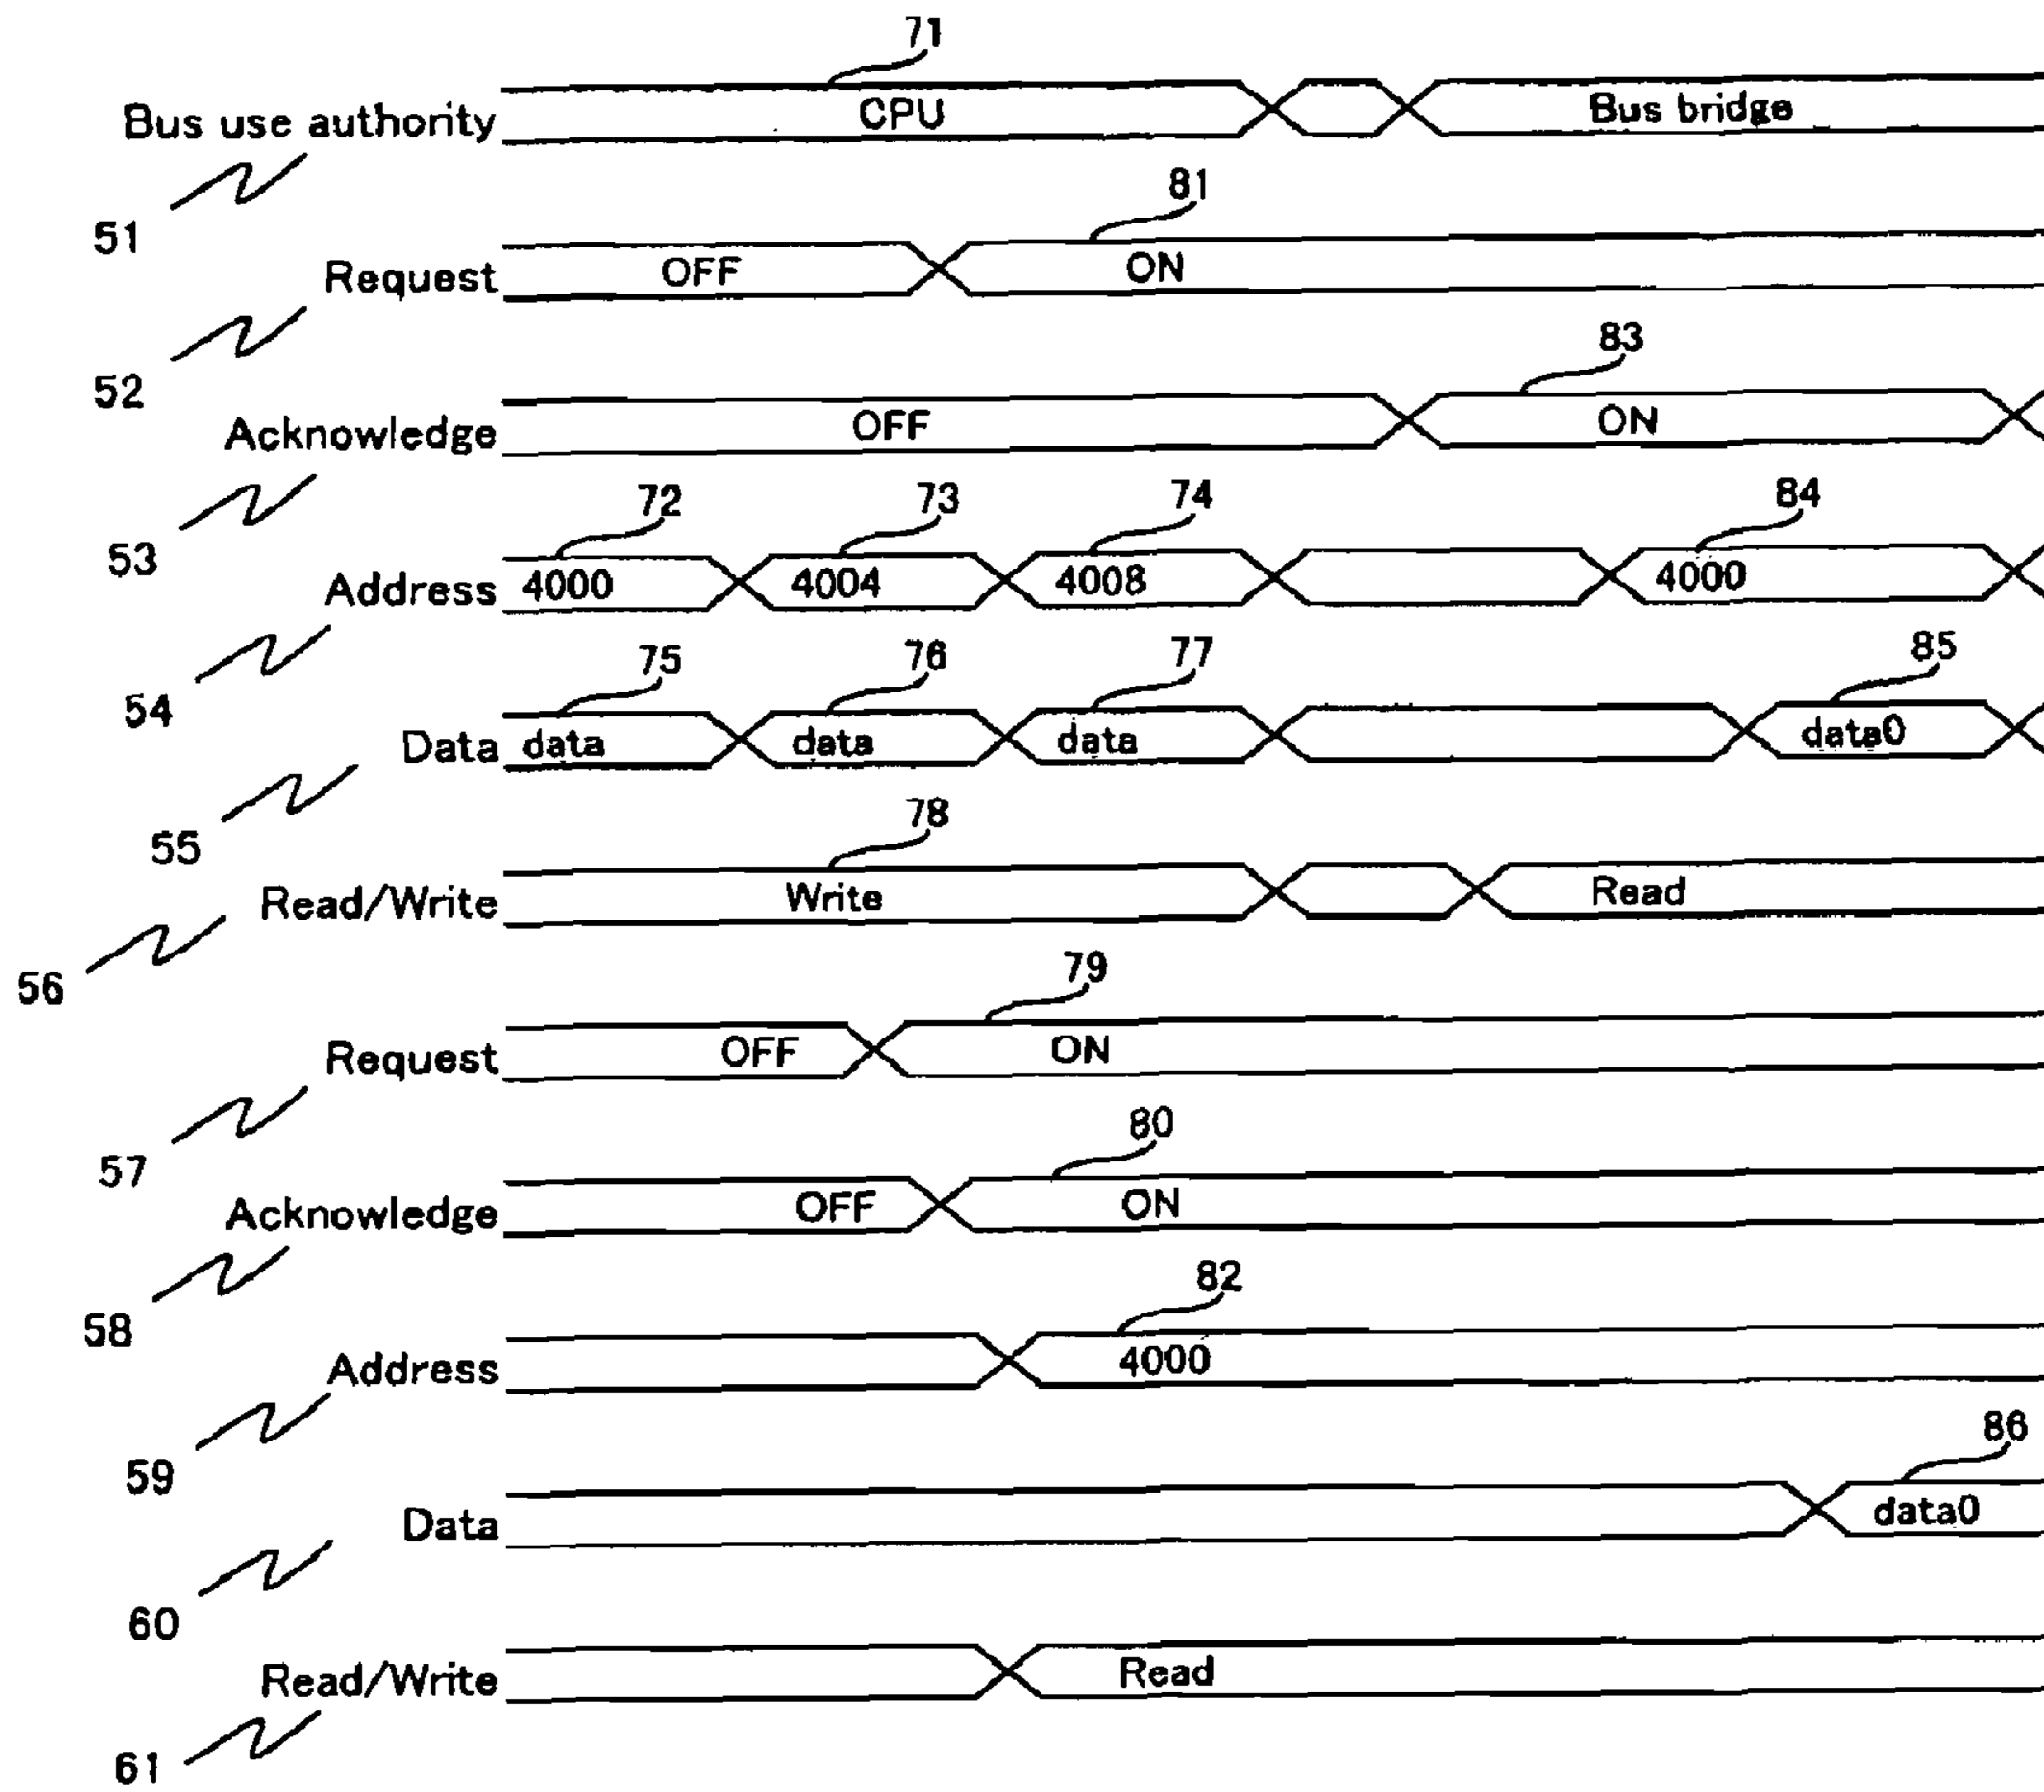 71
Bus use authority CPU Bus bridge
51
81
Request OFF ON
52
83
Acknowledge OFF ON
53
72 73 74 84
Address 4000 4004 4008 4000
54
75 76 77 85
Data data data data data0
55
78
Read/Write Write Read
56
79
Request OFF ON
57
80
Acknowledge OFF ON
58
82
Address 4000
59
86
Data data0
60
Read/Write Read
61